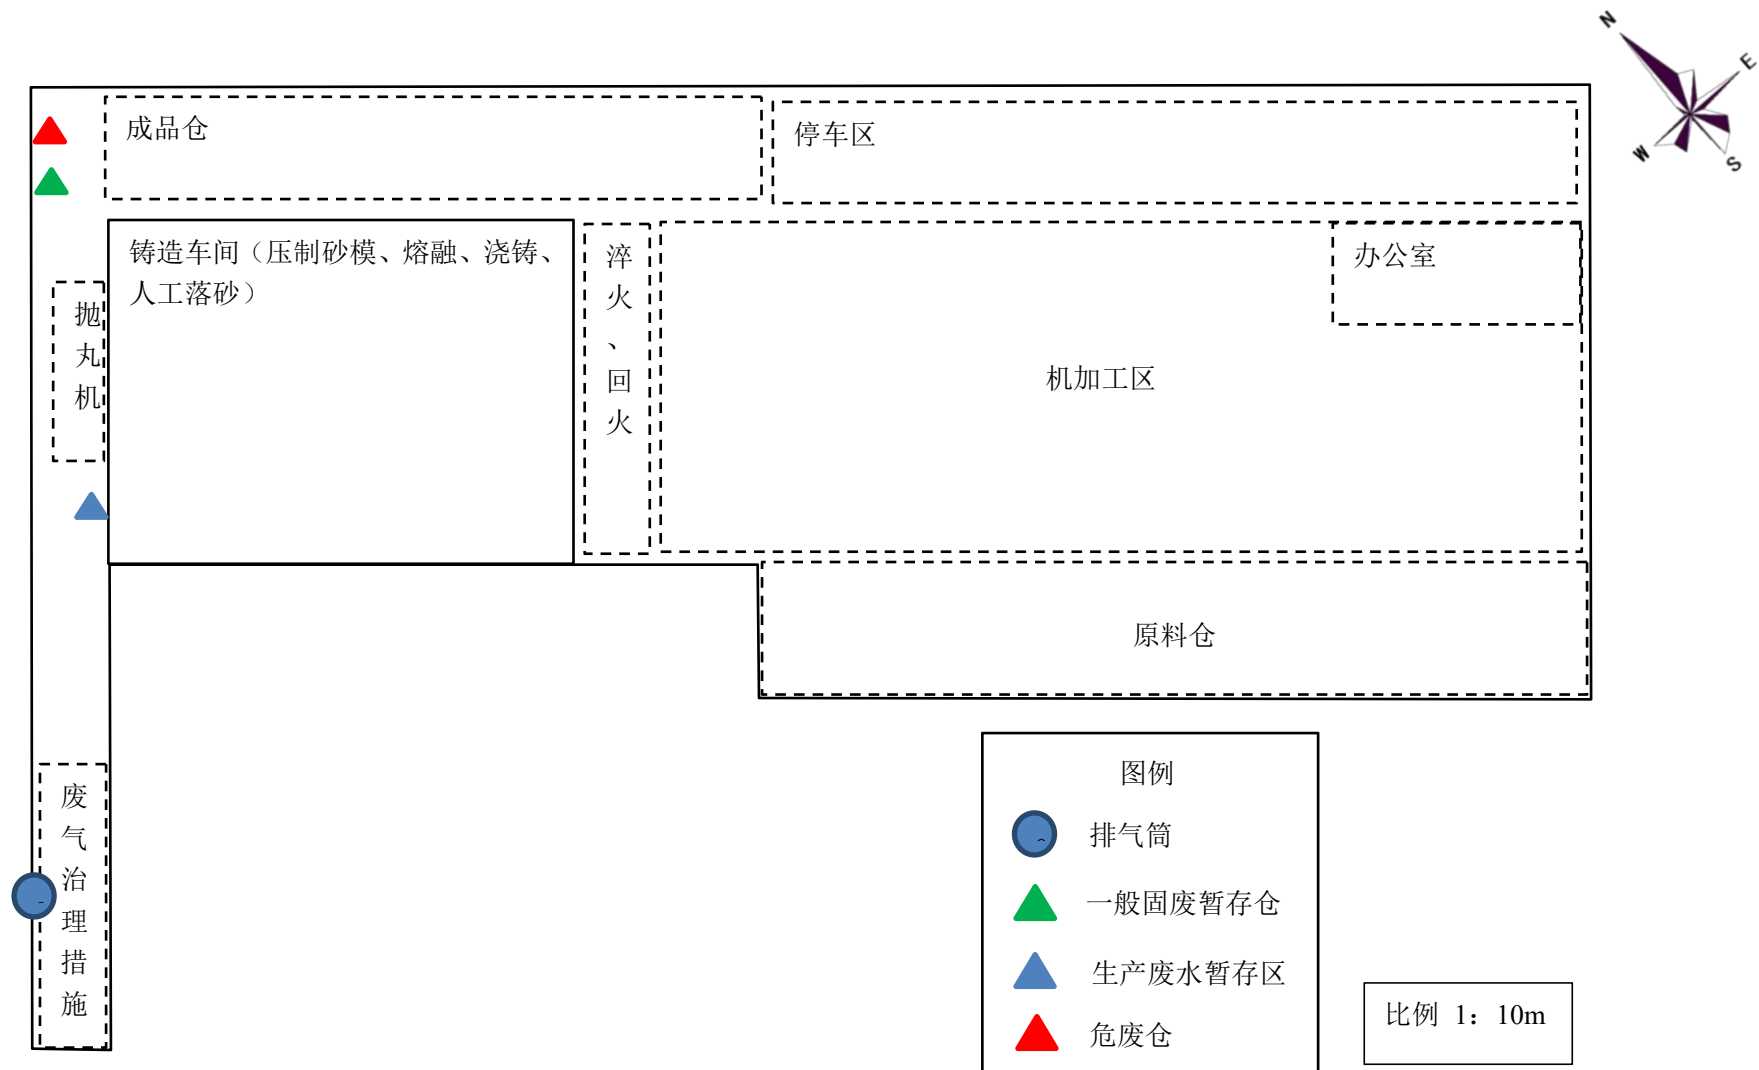 N
E
W
S
成品仓
停车区
铸造车间（压制砂模、熔融、浇铸、
人工落砂）
淬火、回火
办公室
抛丸机
机加工区
原料仓
废气治理措施
图例
排气筒
一般固废暂存仓
生产废水暂存区
危废仓
比例 1：10m